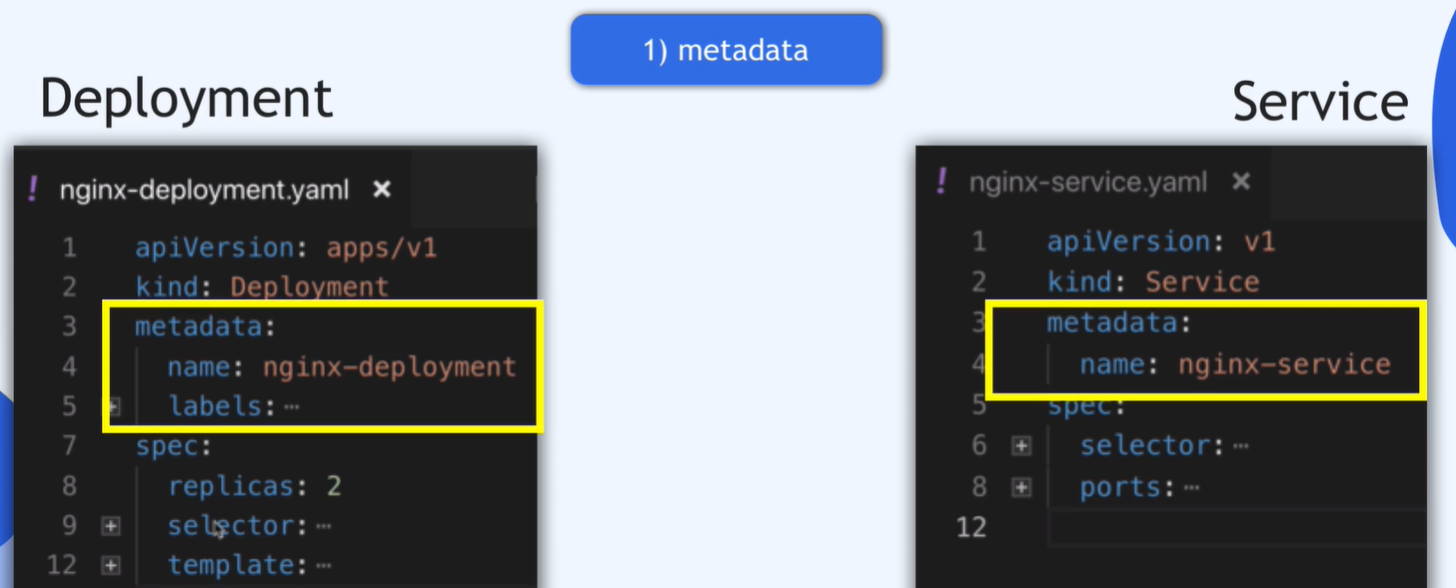 1) metadata
Deployment
Service
! nginx-deployment.yaml ×
1 apiVersion: apps/v1
2 kind: Deployment
3 metadata:
4 name: nginx-deployment
5 labels: ⋯
7 spec:
8 replicas: 2
9 selector: ⋯
12 template: ⋯
! nginx-service.yaml ×
1 apiVersion: v1
2 kind: Service
3 metadata:
4 name: nginx-service
5 spec:
6 selector: ⋯
8 ports: ⋯
12